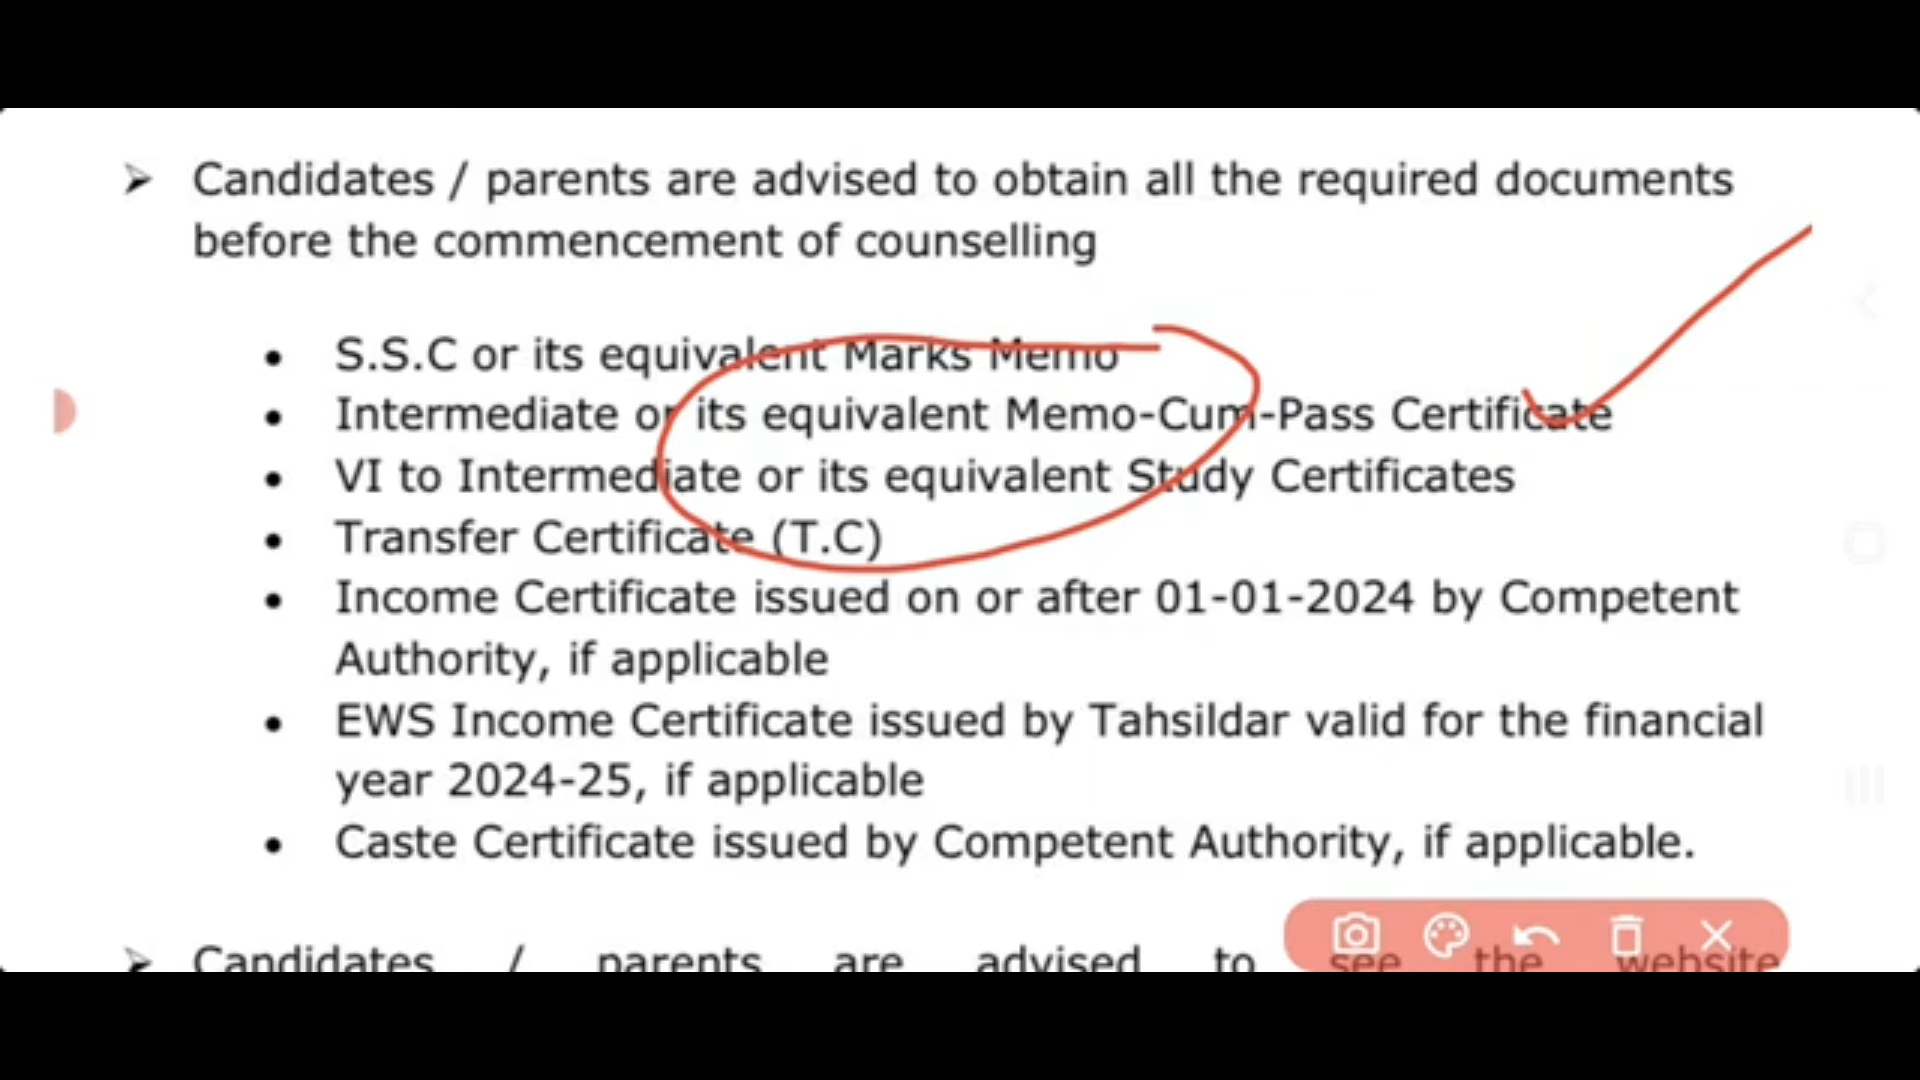 ➢ Candidates / parents are advised to obtain all the required documents
before the commencement of counselling
• S.S.C or its equivalent Marks Memo
• Intermediate or its equivalent Memo-Cum-Pass Certificate
• VI to Intermediate or its equivalent Study Certificates
• Transfer Certificate (T.C)
• Income Certificate issued on or after 01-01-2024 by Competent
Authority, if applicable
• EWS Income Certificate issued by Tahsildar valid for the financial
year 2024-25, if applicable
• Caste Certificate issued by Competent Authority, if applicable.
➢ Candidates / parents are advised to see the website